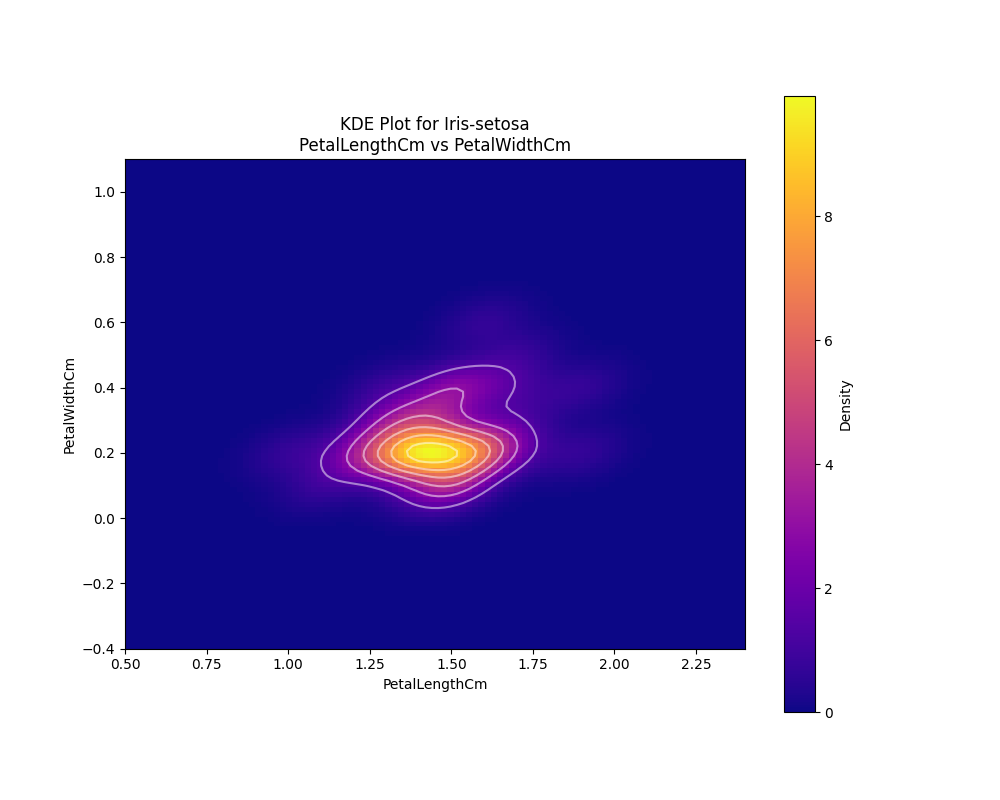 KDE Plot for Iris-setosa
PetalLengthCm vs PetalWidthCm
1.0
0.8
0.6
0.4
0.2
0.0
−0.2
−0.4
PetalWidthCm
0.50 0.75 1.00 1.25 1.50 1.75 2.00 2.25
PetalLengthCm
8
6
4
2
0
Density